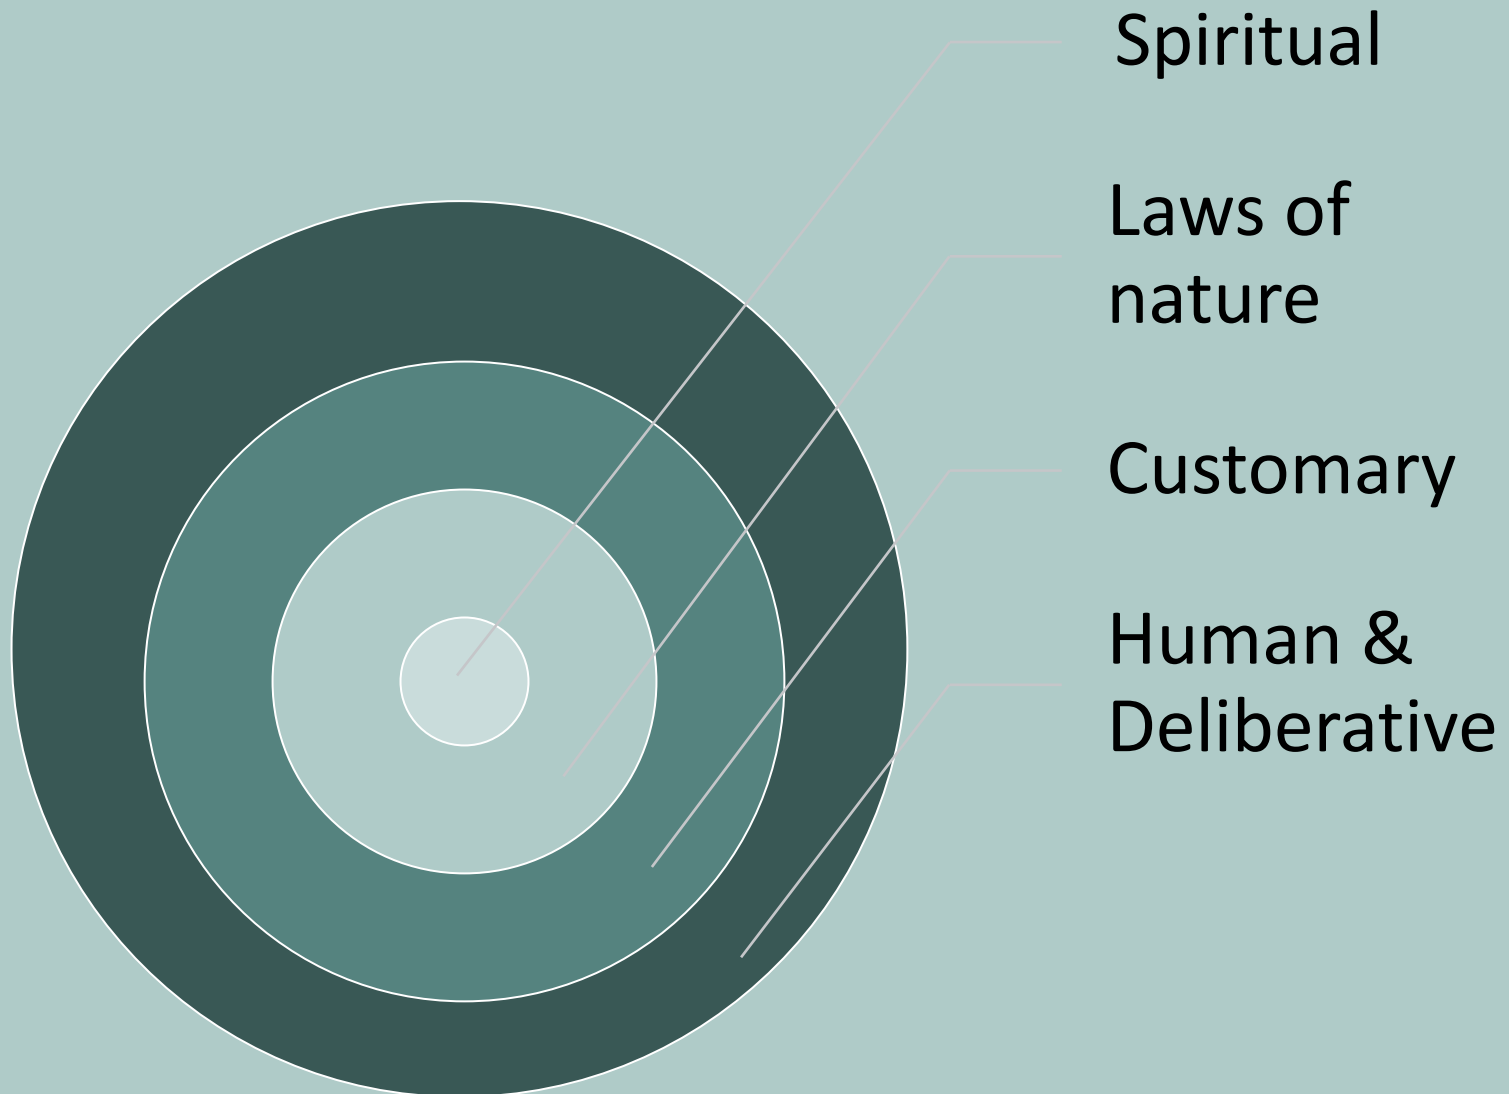 Spiritual
Laws of
nature
Customary
Human &
Deliberative